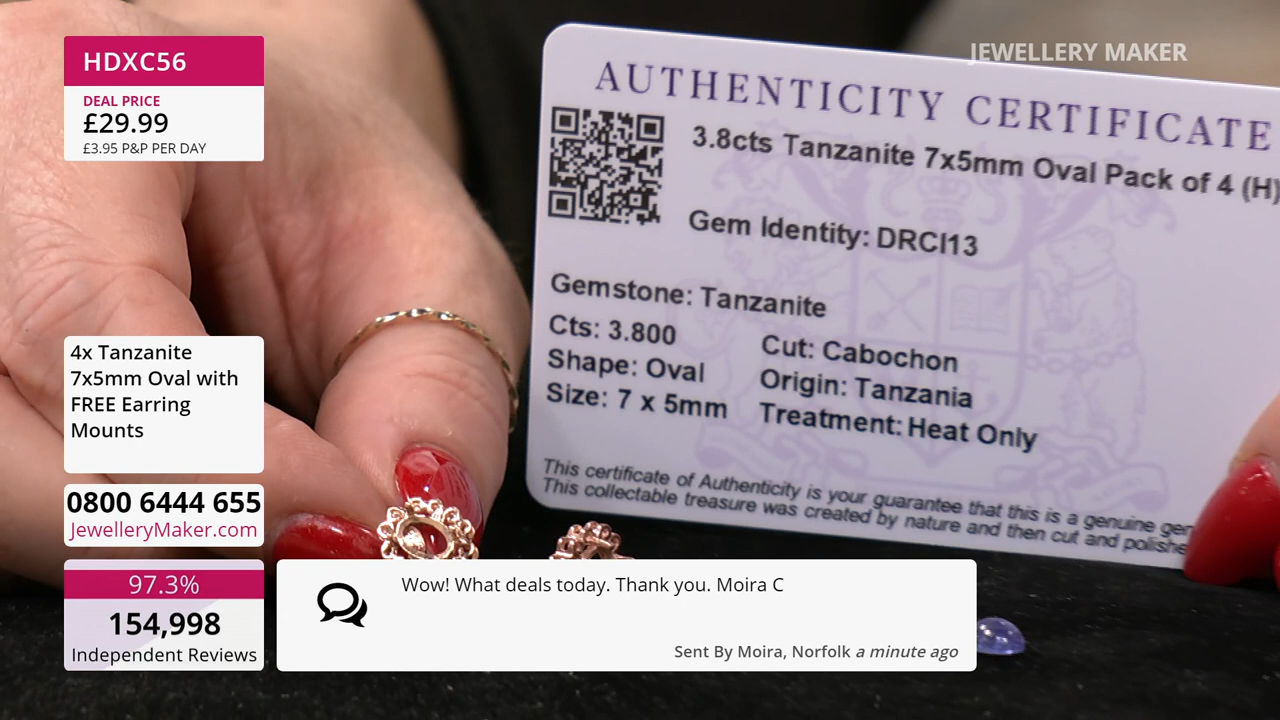 HDXC56
DEAL PRICE
£29.99
£3.95 P&P PER DAY
4x Tanzanite
7x5mm Oval with
FREE Earring
Mounts
0800 6444 655
JewelleryMaker.com
97.3%
154,998
Independent Reviews
JEWELLERY MAKER
AUTHENTICITY CERTIFICATE
3.8cts Tanzanite 7x5mm Oval Pack of 4 (H)
Gem Identity: DRCI13
Gemstone: Tanzanite
Cts: 3.800
Cut: Cabochon
Shape: Oval
Origin: Tanzania
Size: 7 x 5mm
Treatment: Heat Only
This certificate of Authenticity is your guarantee that this is a genuine
This collectable treasure was created by nature and then cut and
Wow! What deals today. Thank you. Moira C
Sent By Moira, Norfolk a minute ago